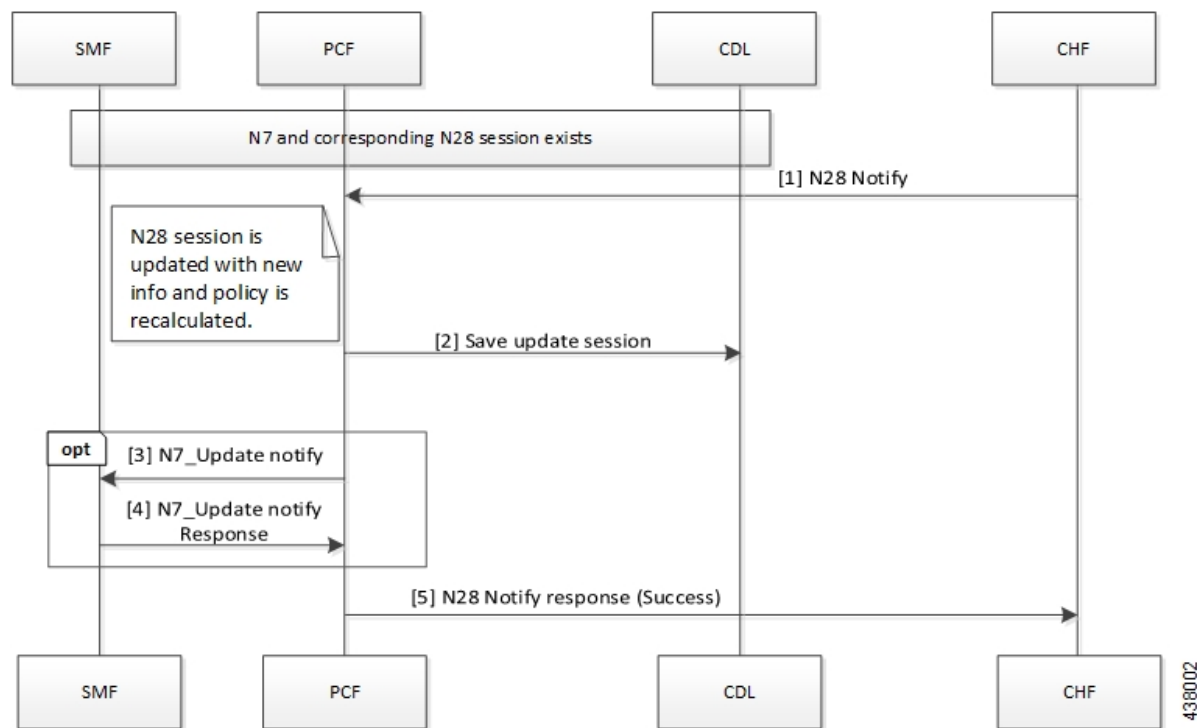 SMF
PCF
CDL
CHF
N7 and corresponding N28 session exists
[1] N28 Notify
N28 session is
updated with new
info and policy is
recalculated.
[2] Save update session
opt
[3] N7_Update notify
[4] N7_Update notify
Response
[5] N28 Notify response (Success)
SMF
PCF
CDL
CHF
438002